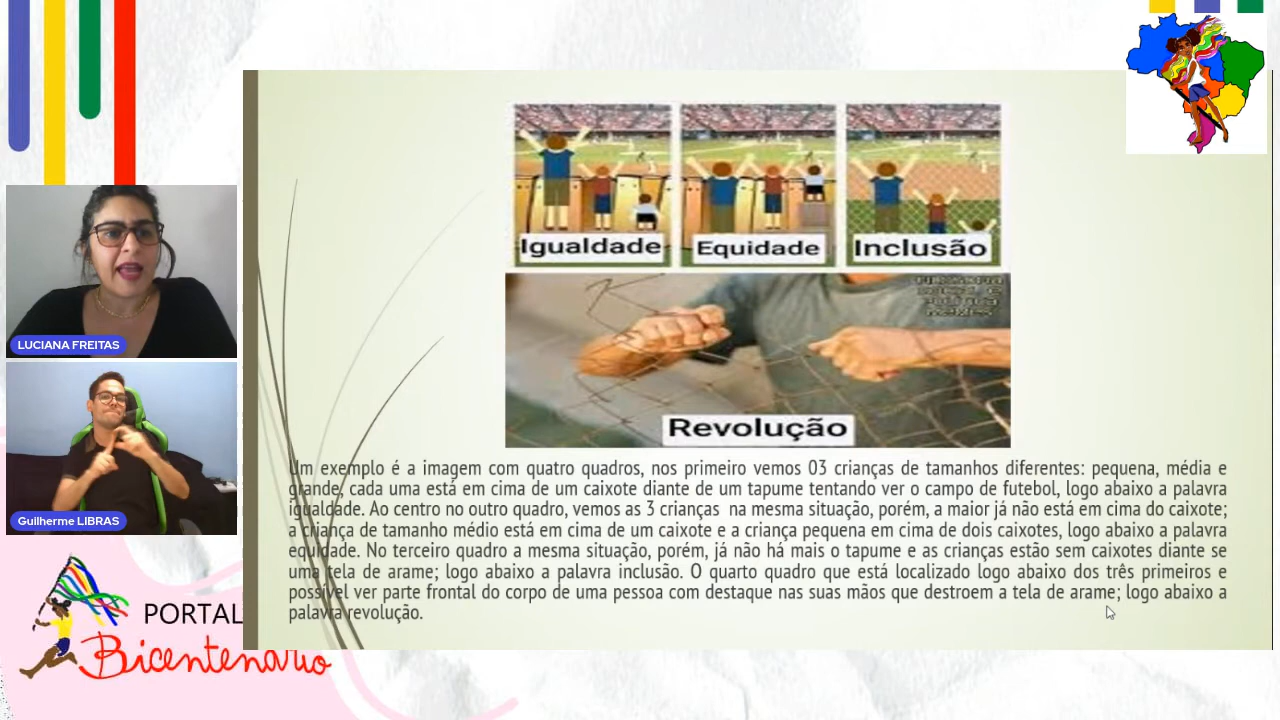 LUCIANA FREITAS
Guilherme LIBRAS
PORTAL
Bicentenário
Igualdade
Equidade
Inclusão
Revolução
Um exemplo é a imagem com quatro quadros, nos primeiro vemos 03 crianças de tamanhos diferentes: pequena, média e
grande, cada uma está em cima de um caixote diante de um tapume tentando ver o campo de futebol, logo abaixo a palavra
igualdade. Ao centro no outro quadro, vemos as 3 crianças na mesma situação, porém, a maior já não está em cima do caixote;
a criança de tamanho médio está em cima de um caixote e a criança pequena em cima de dois caixotes, logo abaixo a palavra
equidade. No terceiro quadro a mesma situação, porém, já não há mais o tapume e as crianças estão sem caixotes diante se
uma tela de arame; logo abaixo a palavra inclusão. O quarto quadro que está localizado logo abaixo dos três primeiros e
possível ver parte frontal do corpo de uma pessoa com destaque nas suas mãos que destroem a tela de arame; logo abaixo a
palavra revolução.